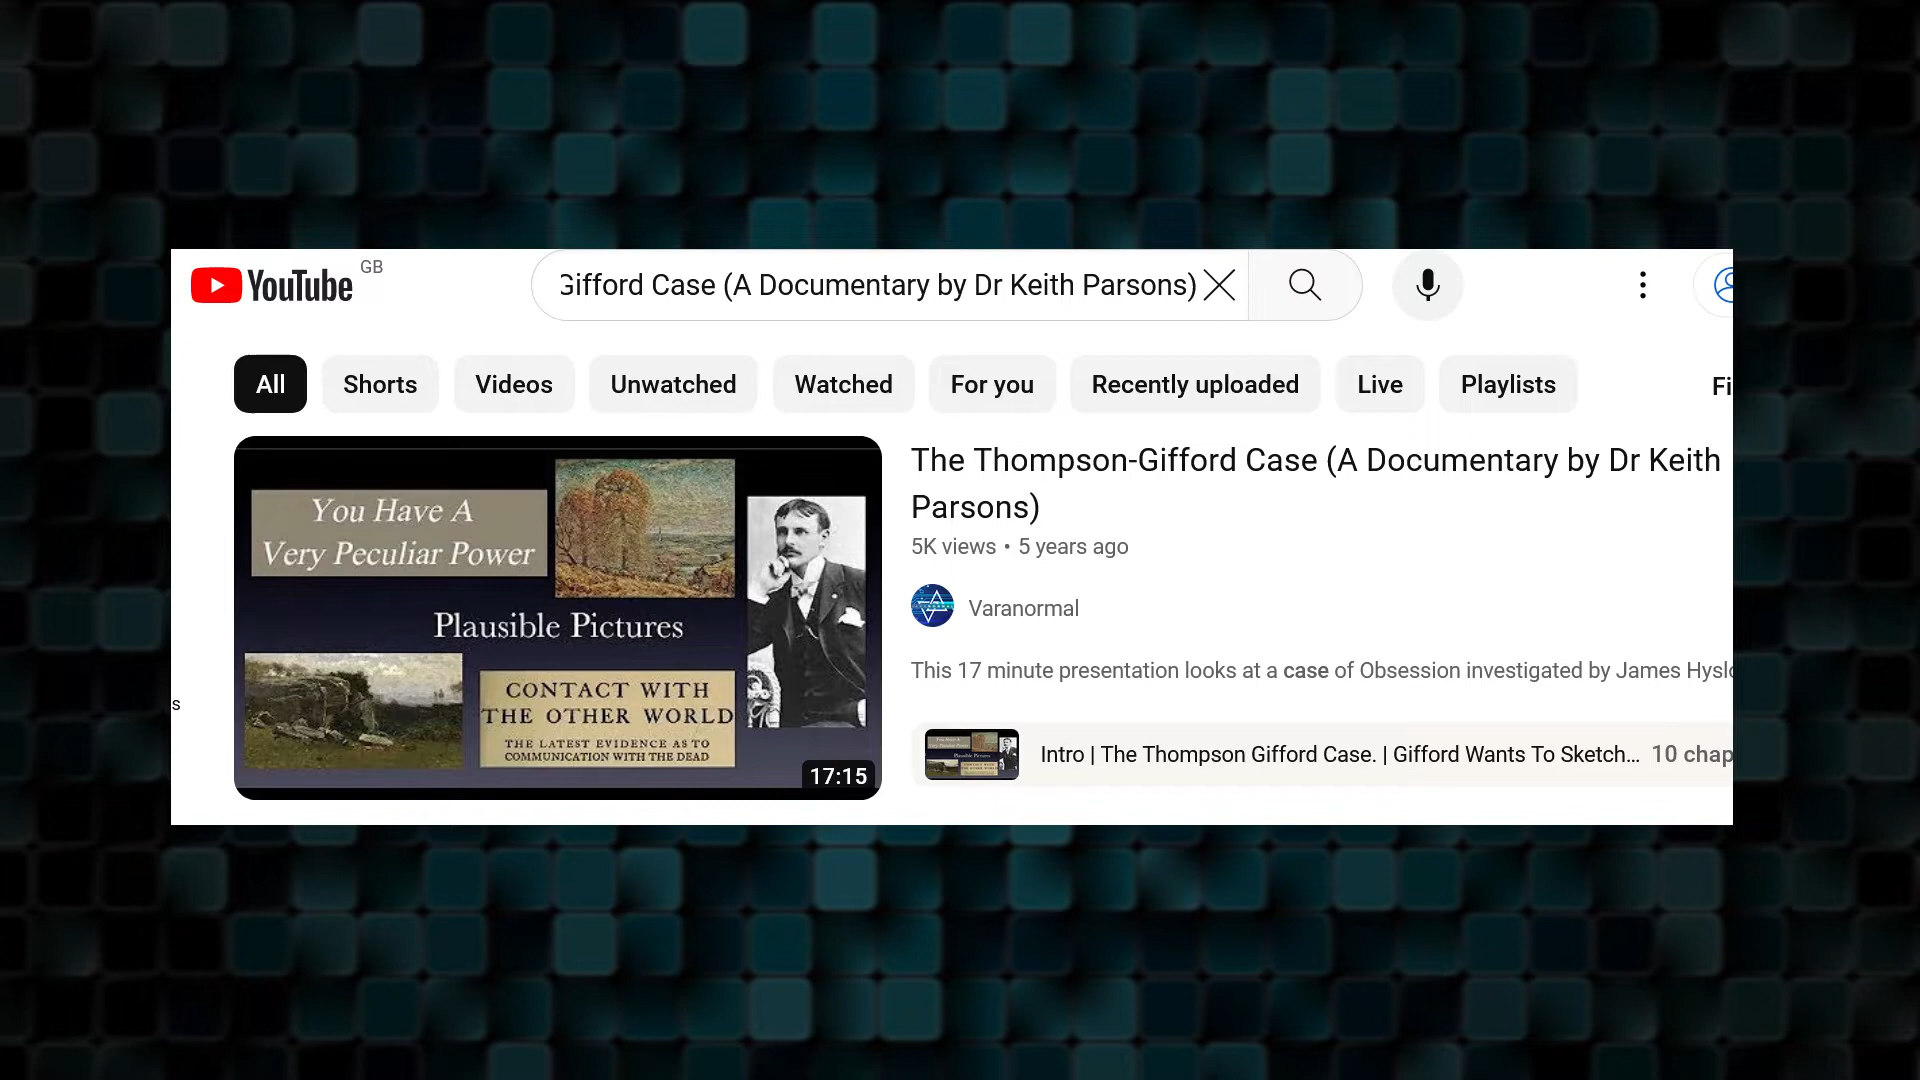 YouTube GB
Gifford Case (A Documentary by Dr Keith Parsons)
All Shorts Videos Unwatched Watched For you Recently uploaded Live Playlists
You Have A
Very Peculiar Power
Plausible Pictures
CONTACT WITH
THE OTHER WORLD
THE LATEST EVIDENCE AS TO
COMMUNICATION WITH THE DEAD
17:15
The Thompson-Gifford Case (A Documentary by Dr Keith
Parsons)
5K views • 5 years ago
Varanormal
This 17 minute presentation looks at a case of Obsession investigated by James
s
Intro | The Thompson Gifford Case. | Gifford Wants To Sketch... 10 chap